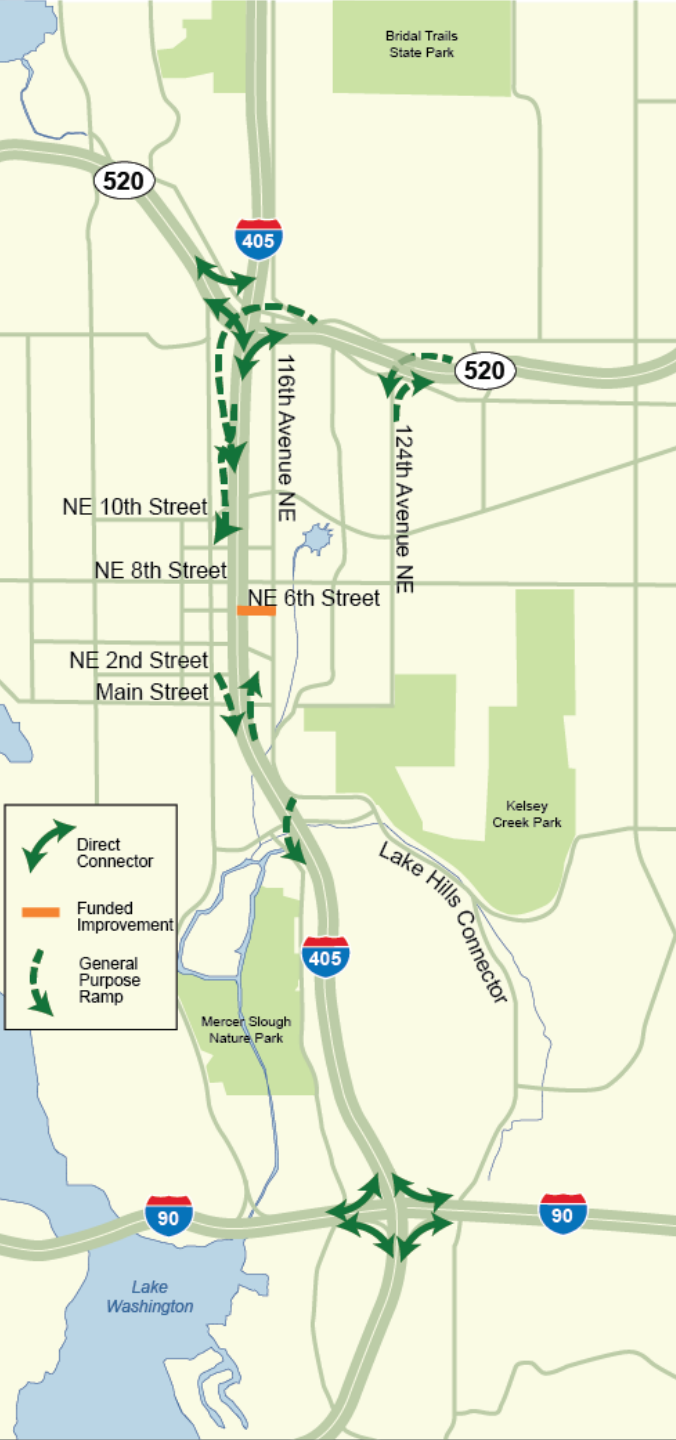 Bridal Trails
State Park
520
405
520
116th Avenue NE
124th Avenue NE
NE 10th Street
NE 8th Street
NE 6th Street
NE 2nd Street
Main Street
Kelsey
Creek Park
Direct
Connector
Funded
Improvement
General
Purpose
Ramp
Lake Hills Connector
405
Mercer Slough
Nature Park
90
90
Lake
Washington